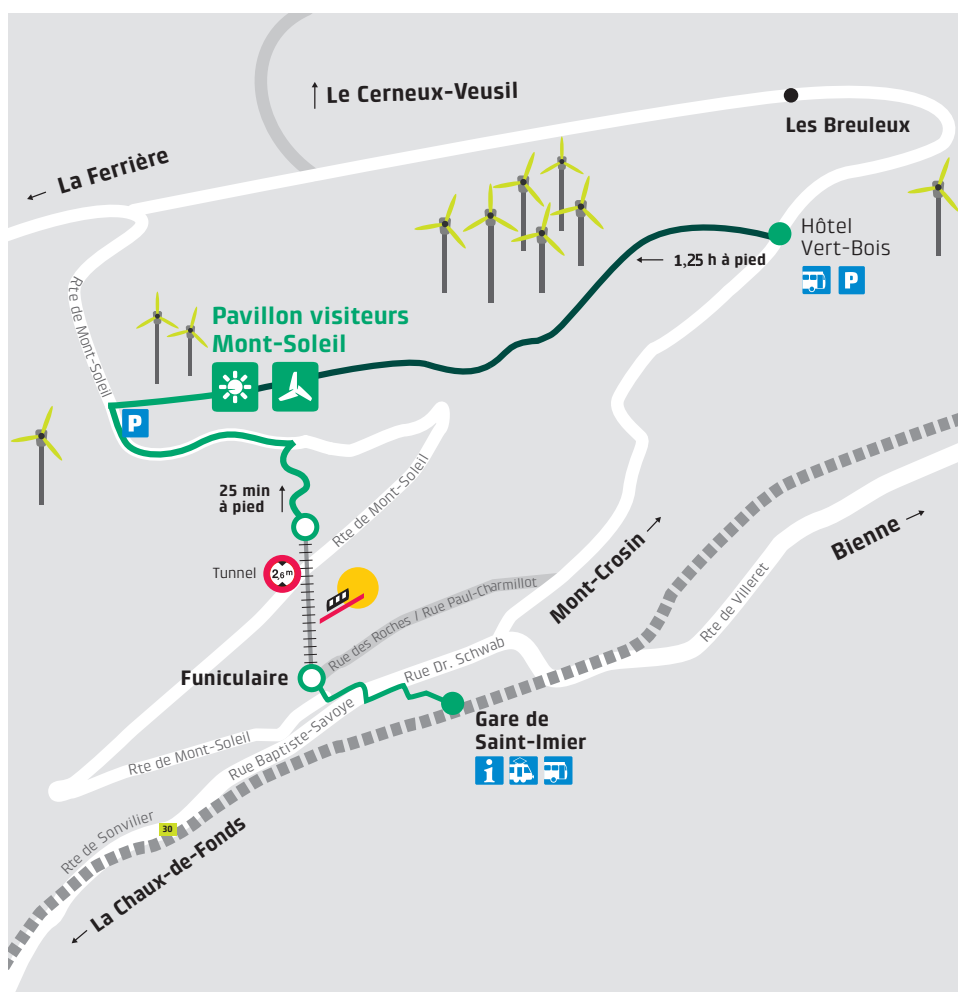 Le Cerneux-Veusil
Les Breuleux
La Ferrière
Hôtel
Vert-Bois
P
1,25 h à pied
Rte de Mont-Soleil
Pavillon visiteurs
Mont-Soleil
P
25 min
à pied
Rte de Mont-Soleil
Tunnel
2,6 m
Mont-Crosin
Bienne
Rte de Villeret
Rue des Roches / Rue Paul-Charmillot
Funiculaire
Rue Dr. Schwab
Gare de
Saint-Imier
i
Rue Baptiste-Savoye
Rte de Mont-Soleil
30
Rte de Sonvilier
La Chaux-de-Fonds